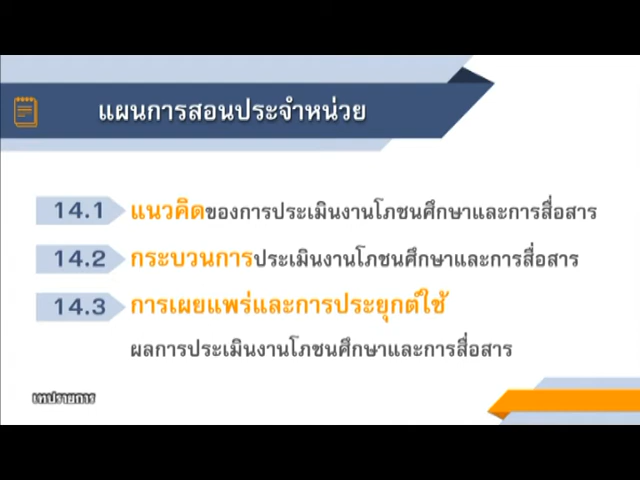 แผนการสอนประจำหน่วย
14.1 แนวคิดของการประเมินงานโภชนศึกษาและการสื่อสาร
14.2 กระบวนการประเมินงานโภชนศึกษาและการสื่อสาร
14.3 การเผยแพร่และการประยุกต์ใช้
ผลการประเมินงานโภชนศึกษาและการสื่อสาร
เทปรายการ